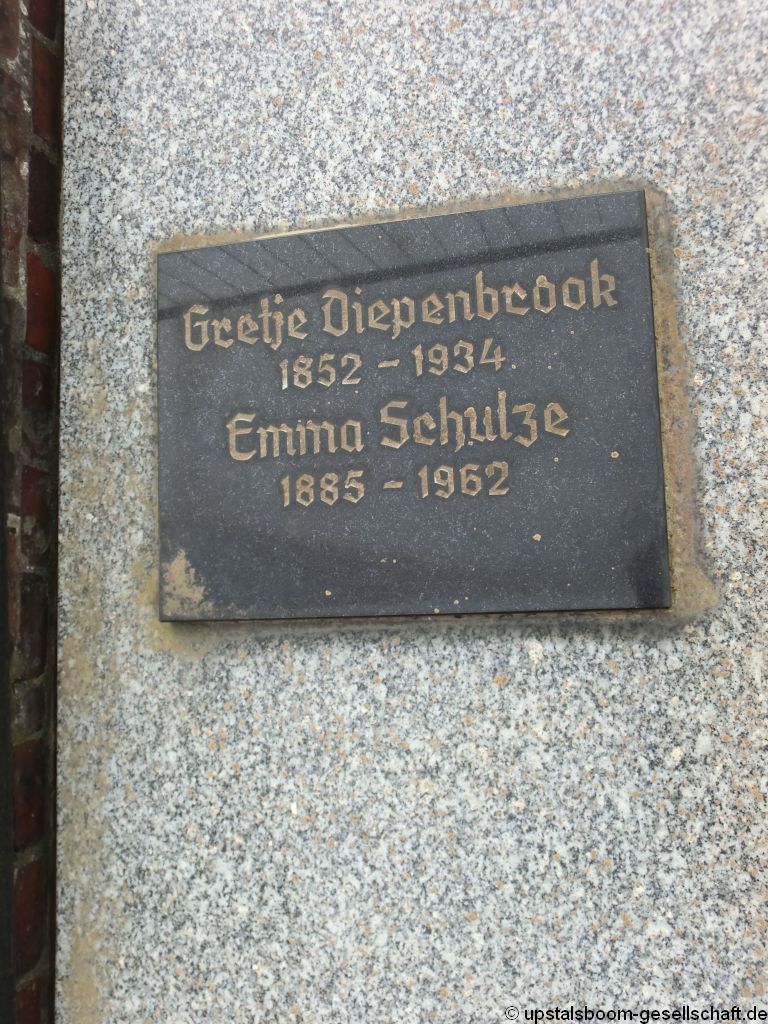 Gretje Diepenbrook
1852 - 1934
Emma Schulze
1885 - 1962
© upstalsboom-gesellschaft.de